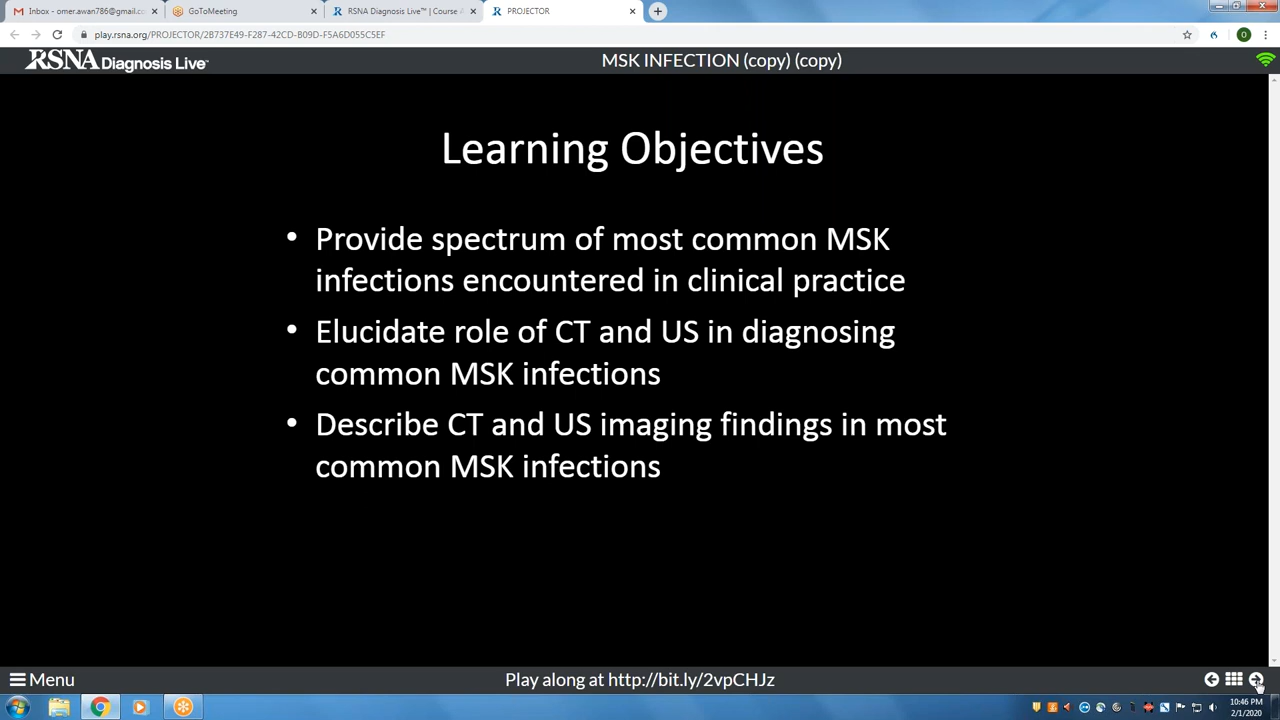 Inbox - omer.awan786@gmail.co
GoToMeeting
RSNA Diagnosis Live™ | Course
PROJECTOR
play.rsna.org/PROJECTOR/2B737E49-F287-42CD-B09D-F5A6D055C5EF
O
RSNA Diagnosis Live™
MSK INFECTION (copy) (copy)
Learning Objectives
• Provide spectrum of most common MSK
infections encountered in clinical practice
• Elucidate role of CT and US in diagnosing
common MSK infections
• Describe CT and US imaging findings in most
common MSK infections
Menu
Play along at http://bit.ly/2vpCHJz
10:46 PM
2/1/2020